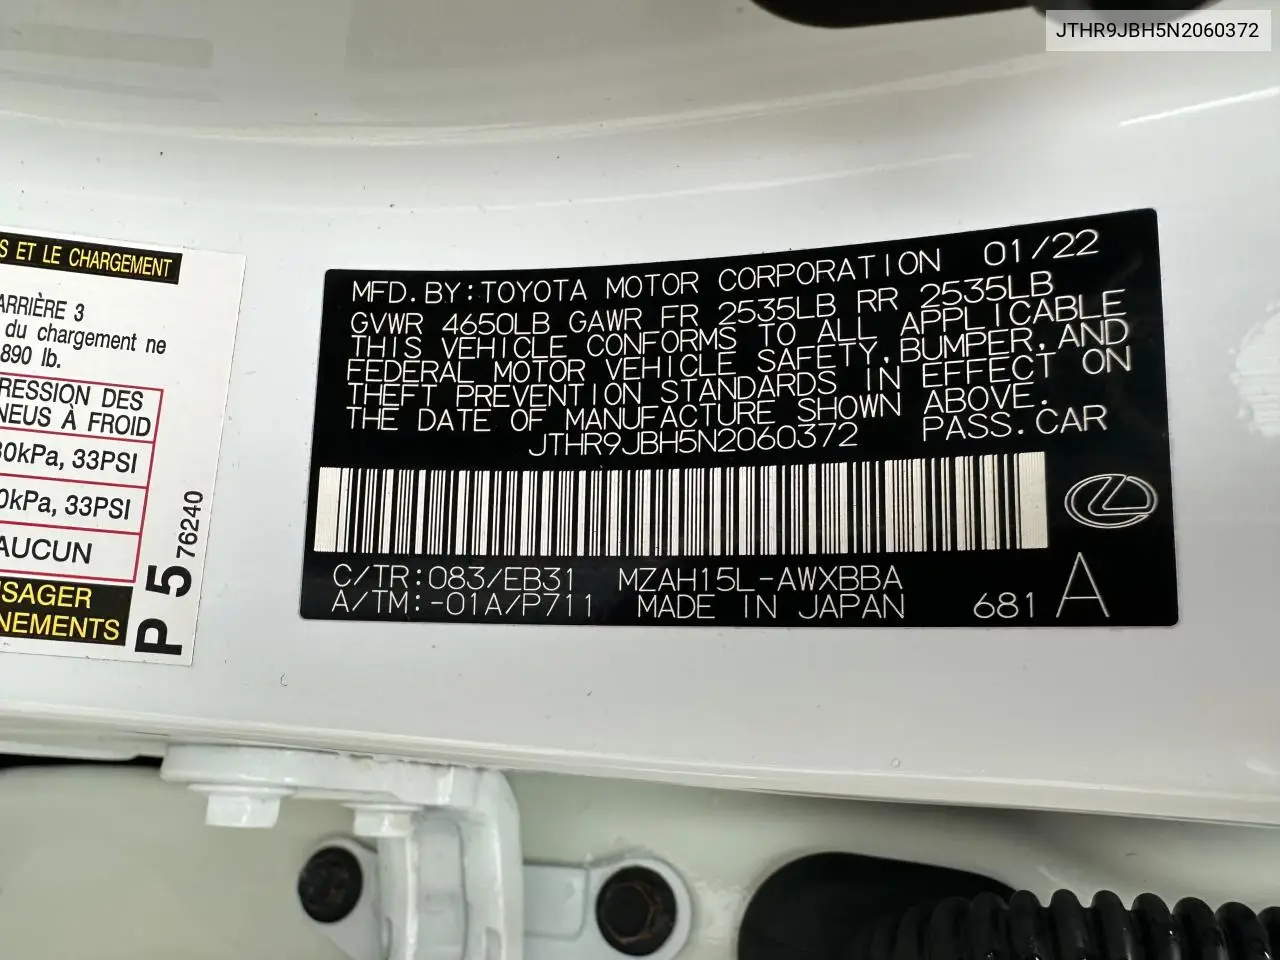 JTHR9JBH5N2060372
S ET LE CHARGEMENT
ARRIÈRE 3
du chargement ne
890 lb.
RESSION DES
NEUS À FROID
30kPa, 33PSI
0kPa, 33PSI
AUCUN
SAGER
NEMENTS
P 5 76240
MFD. BY: TOYOTA MOTOR CORPORATION 01/22
GVWR 4650LB GAWR FR 2535LB RR 2535LB
THIS VEHICLE CONFORMS TO ALL APPLICABLE
FEDERAL MOTOR VEHICLE SAFETY, BUMPER, AND
THEFT PREVENTION STANDARDS IN EFFECT ON
THE DATE OF MANUFACTURE SHOWN ABOVE.
JTHR9JBH5N2060372 PASS. CAR
C/TR: 083/EB31 MZAH15L-AWXBBA
A/TM: -01A/P711 MADE IN JAPAN 681 A